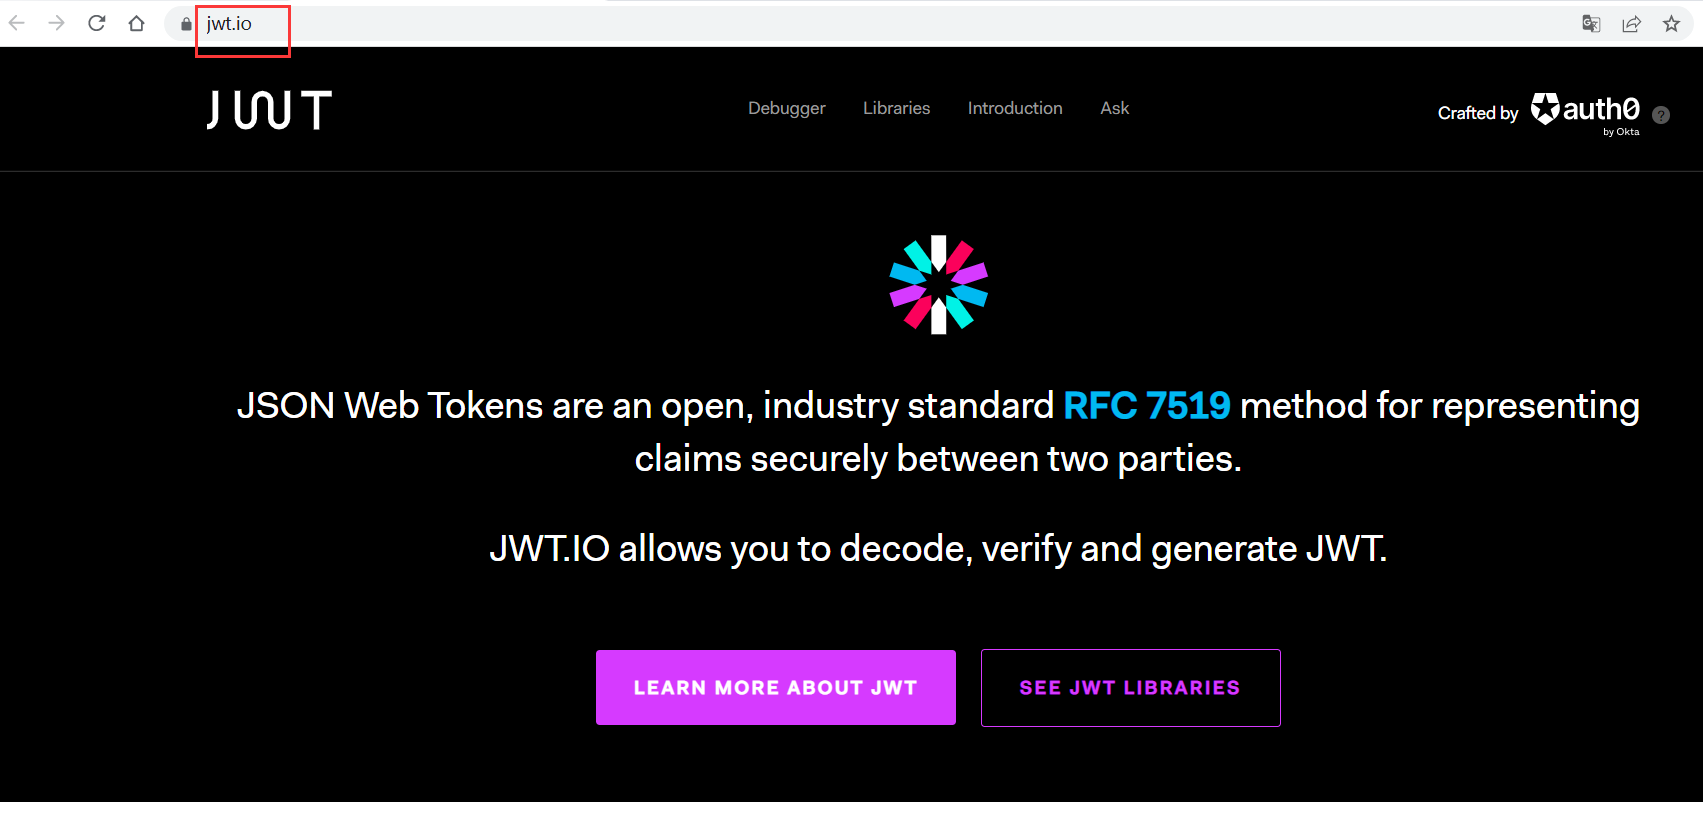 jwt.io
JWT
Debugger Libraries Introduction Ask
Crafted by auth0 ?
by Okta
JSON Web Tokens are an open, industry standard RFC 7519 method for representing
claims securely between two parties.
JWT.IO allows you to decode, verify and generate JWT.
LEARN MORE ABOUT JWT SEE JWT LIBRARIES